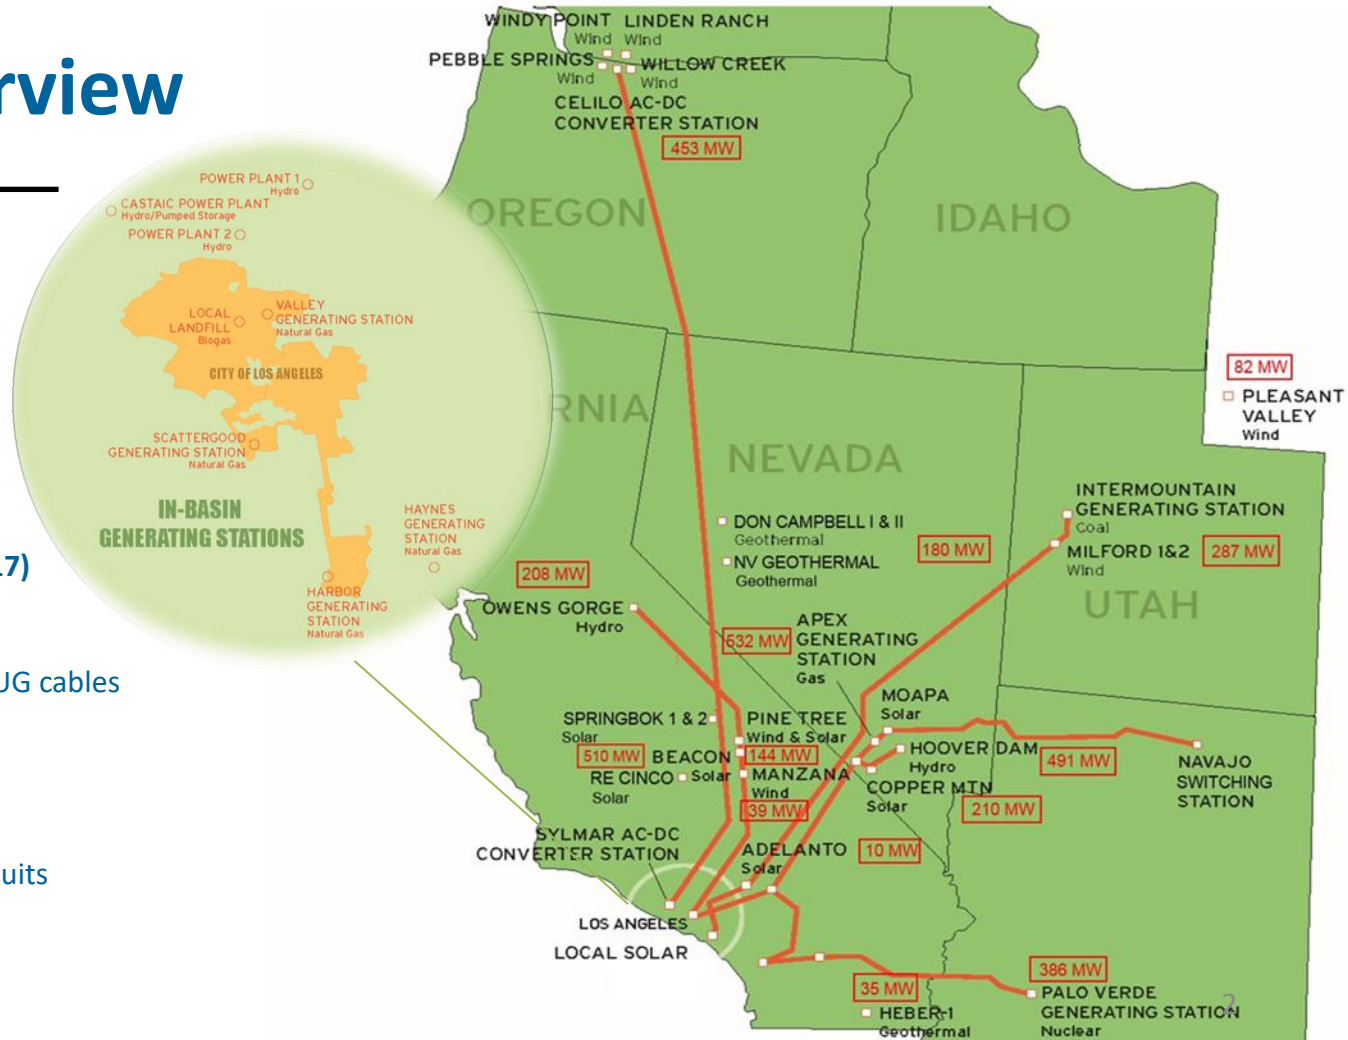 rview
WINDY POINT
Wind
LINDEN RANCH
Wind
PEBBLE SPRINGS
Wind
WILLOW CREEK
Wind
CELILO AC-DC
CONVERTER STATION
453 MW
OREGON
IDAHO
POWER PLANT 1
Hydro
CASTAIC POWER PLANT
Hydro/Pumped Storage
POWER PLANT 2
Hydro
LOCAL
LANDFILL
Biogas
VALLEY
GENERATING STATION
Natural Gas
CITY OF LOS ANGELES
SCATTERGOOD
GENERATING STATION
Natural Gas
IN-BASIN
GENERATING STATIONS
HAYNES
GENERATING
STATION
Natural Gas
HARBOR
GENERATING
STATION
Natural Gas
RNIA
NEVADA
82 MW
PLEASANT
VALLEY
Wind
INTERMOUNTAIN
GENERATING STATION
Coal
MILFORD 1&2
Wind
287 MW
UTAH
DON CAMPBELL I & II
Geothermal
NV GEOTHERMAL
Geothermal
180 MW
17)
208 MW
OWENS GORGE
Hydro
532 MW
APEX
GENERATING
STATION
Gas
UG cables
MOAPA
Solar
SPRINGBOK 1 & 2
Solar
PINE TREE
Wind & Solar
510 MW
BEACON
Solar
144 MW
RE CINCO
Solar
MANZANA
Wind
39 MW
HOOVER DAM
Hydro
491 MW
COPPER MTN
Solar
210 MW
NAVAJO
SWITCHING
STATION
SYLMAR AC-DC
CONVERTER STATION
ADELANTO
Solar
10 MW
uits
LOS ANGELES
LOCAL SOLAR
35 MW
HEBER-1
Geothermal
386 MW
PALO VERDE
GENERATING STATION
Nuclear
2